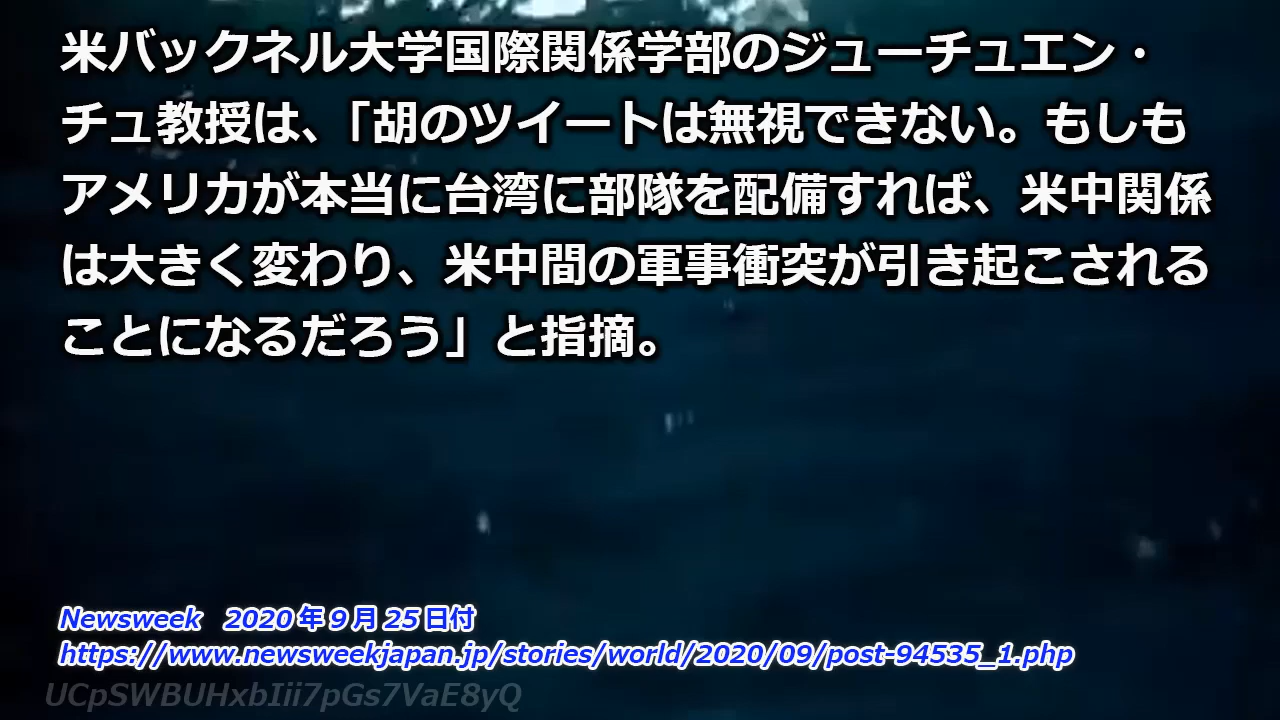 米バックネル大学国際関係学部のジューチュエン・
チュ教授は、「胡のツイートは無視できない。もしも
アメリカが本当に台湾に部隊を配備すれば、米中関係
は大きく変わり、米中間の軍事衝突が引き起こされる
ことになるだろう」と指摘。
Newsweek 2020年9月25日付
https://www.newsweekjapan.jp/stories/world/2020/09/post-94535_1.php
UCpSWBUHxbIii7pGs7VaE8yQ